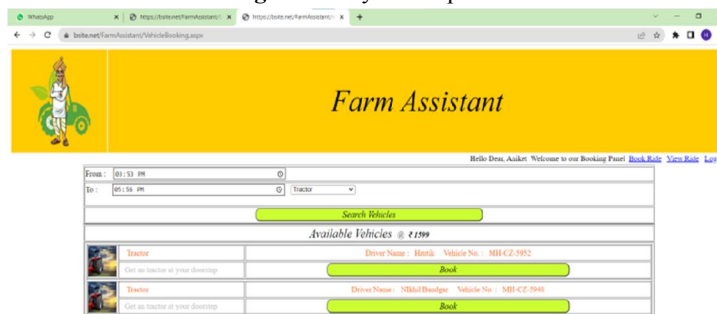 WhatsApp https://bsite.net/FarmAssistant/ https://bsite.net/FarmAssistant/
bsite.net/FarmAssistant/VehicleBooking.aspx
Farm Assistant
Hello Dear, Aniket Welcome to our Booking Panel Book Ride View Ride Log
From : 03:53 PM
To : 05:56 PM Tractor
Search Vehicles
Available Vehicles @ ₹ 1599
Tractor Driver Name : Hrutik Vehicle No. : MH-CZ-5952
Get an tractor at your doorstep Book
Tractor Driver Name : Vehicle No. : MH-CZ-5948
Get an tractor at your doorstep Book